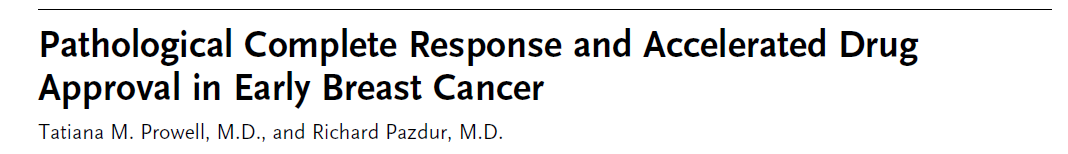 Pathological Complete Response and Accelerated Drug
Approval in Early Breast Cancer
Tatiana M. Prowell, M.D., and Richard Pazdur, M.D.